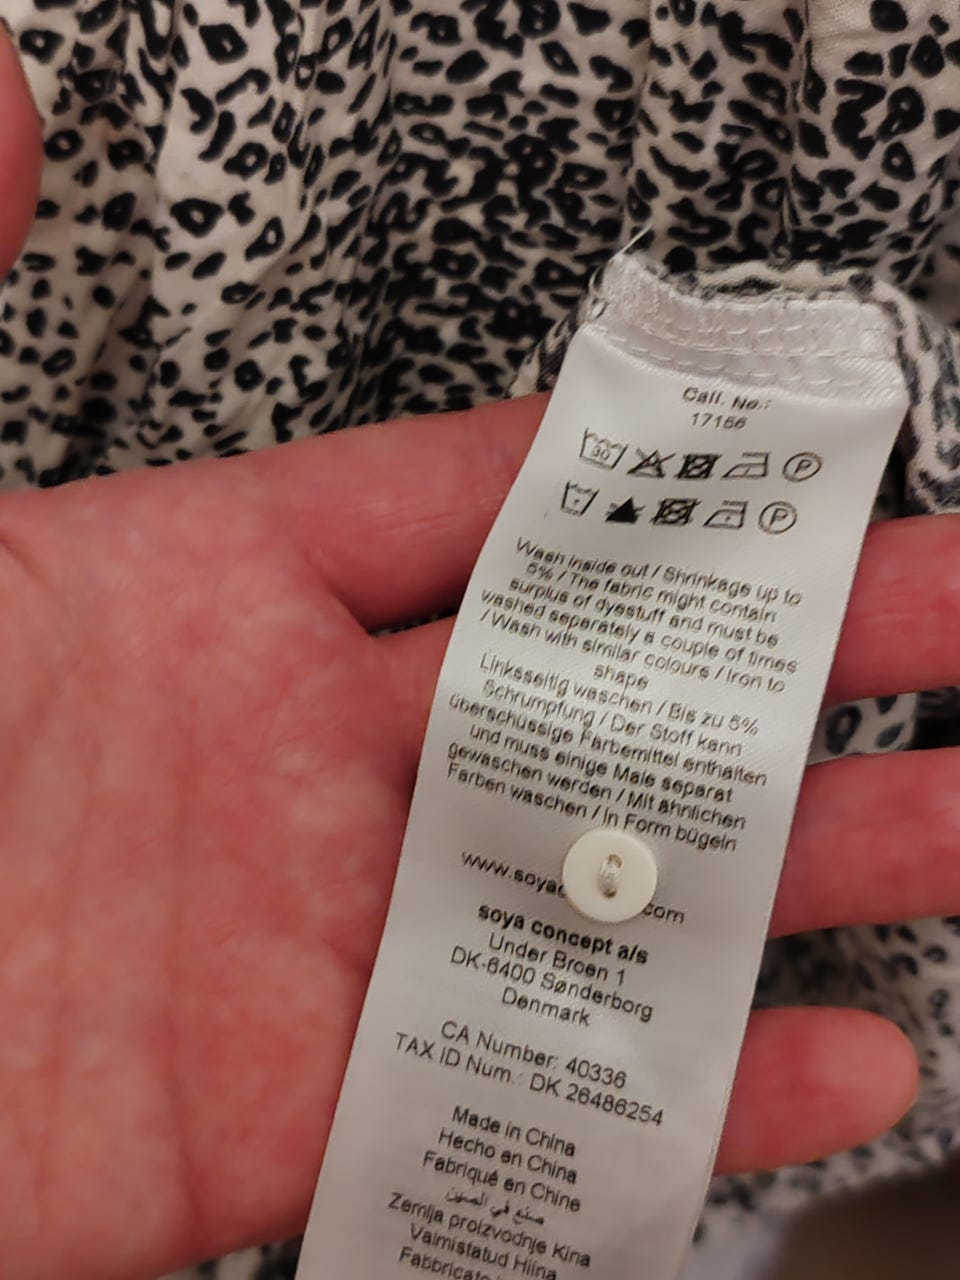 Call. No.:
17156
30
P
P
Wash inside out / Shrinkage up to
5% / The fabric might contain
surplus of dyestuff and must be
washed separately a couple of times
/ Wash with similar colours / Iron to
shape
Linksseitig waschen / Bis zu 5%
Schrumpfung / Der Stoff kann
überschüssige Färbemittel enthalten
und muss einige Male separat
gewaschen werden / Mit ähnlichen
Farben waschen / In Form bügeln
www.soya com
soya concept a/s
Under Broen 1
DK-6400 Sønderborg
Denmark
CA Number: 40336
TAX ID Num.: DK 26486254
Made in China
Hecho en China
Fabriqué en Chine
صنع في الصين
Zemlja proizvodnje Kina
Valmistatud Hiina